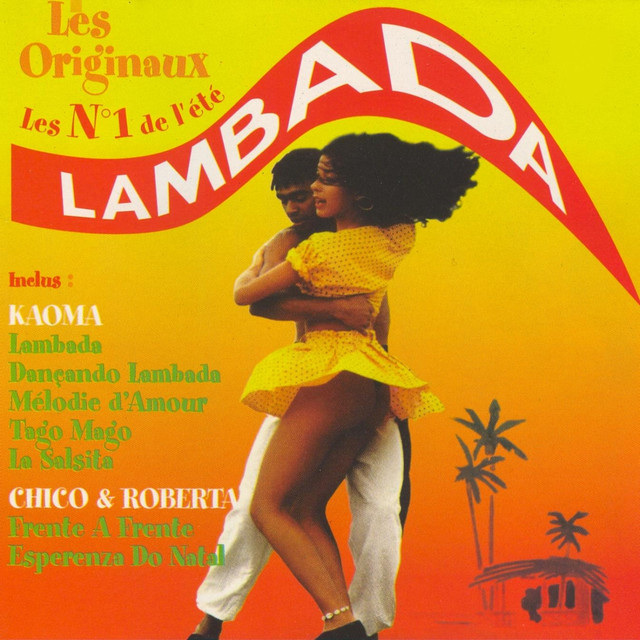 Les
Originaux
Les N°1 de l'été
LAMBADA
Inclus :
KAOMA
Lambada
Dançando Lambada
Mélodie d'Amour
Tago Mago
La Salsita
CHICO & ROBERTA
Frente A Frente
Esperenza Do Natal